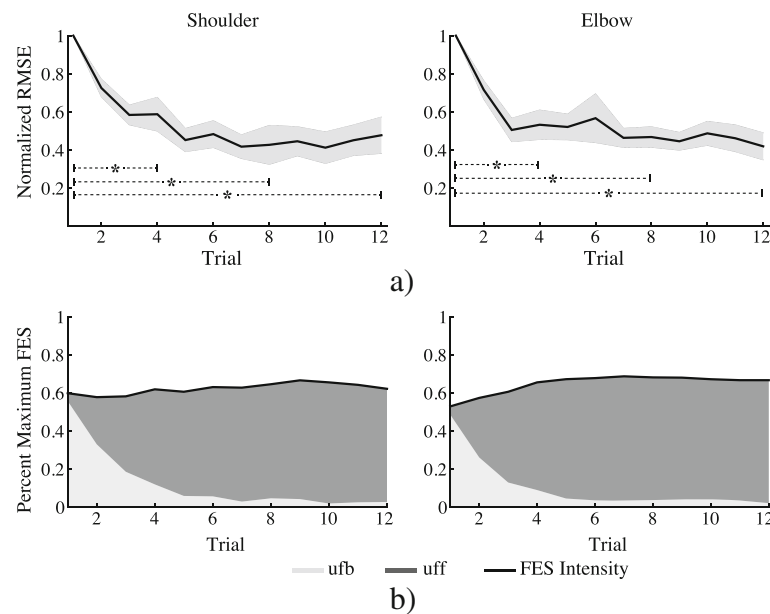 Shoulder
Elbow
Normalized RMSE
1
0.8
0.6
0.4
0.2
*
*
*
2 4 6 8 10 12
Trial
1
0.8
0.6
0.4
0.2
*
*
*
2 4 6 8 10 12
Trial
a)
Percent Maximum FES
1
0.8
0.6
0.4
0.2
0
2 4 6 8 10 12
Trial
1
0.8
0.6
0.4
0.2
0
2 4 6 8 10 12
Trial
ufb uff FES Intensity
b)